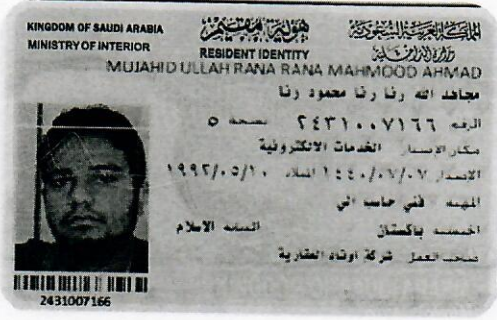 KINGDOM OF SAUDI ARABIA
MINISTRY OF INTERIOR
هوية مقيم
RESIDENT IDENTITY
المملكة العربية السعودية
وزارة الداخلية
MUJAHID ULLAH RANA RANA MAHMOOD AHMAD
مجاهد الله رنا رنا محمود رنا
الرقم ٢٤٣١٠٠٧١٦٦ نسخة ٥
مكان الإصدار الخدمات الالكترونية
الإصدار ١٤٤٠/٠٧/٠٧ الميلاد ١٩٩٢/٠٥/١٠
المهنة فني حاسب الي
الجنسية باكستان الديانة الاسلام
صاحب العمل شركة اوتاد العقارية
2431007166